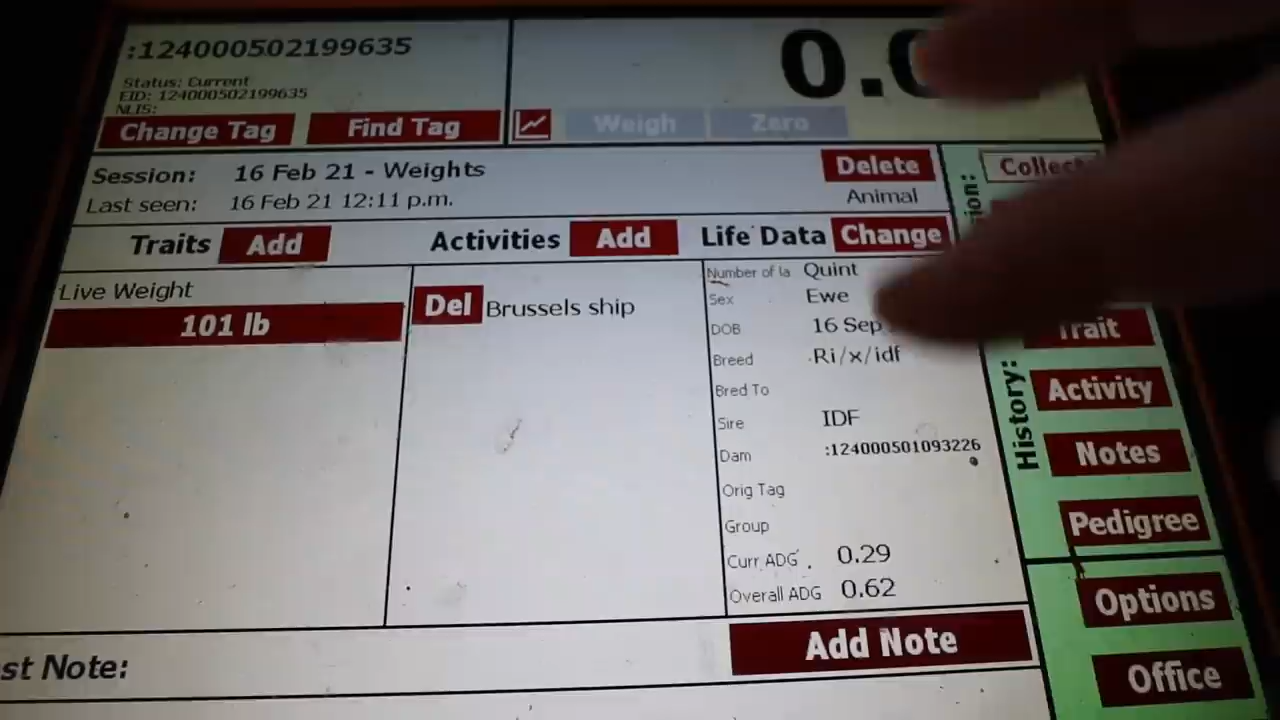 :124000502199635
Status: Current
EID: 124000502199635
NLIS:
Change Tag
Find Tag
Weigh
Zero
Session: 16 Feb 21 - Weights
Delete
Last seen: 16 Feb 21 12:11 p.m.
Animal
Traits Add
Activities Add
Life Data Change
Live Weight
101 lb
Del Brussels ship
Number of la Quint
Sex Ewe
DOB 16 Sep
Breed Ri/x/idf
Bred To
Sire IDF
Dam :124000501093226
Orig Tag
Group
Curr ADG 0.29
Overall ADG 0.62
History:
Trait
Activity
Notes
Pedigree
Options
Office
st Note:
Add Note